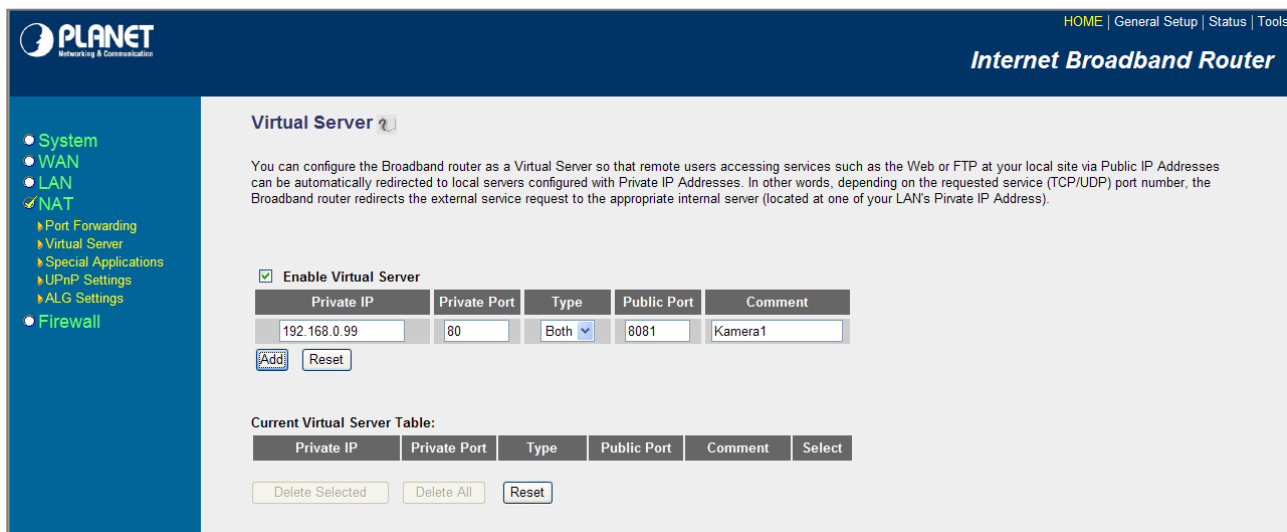 PLANET
Networking & Communication
HOME | General Setup | Status | Tools
Internet Broadband Router
System
WAN
LAN
NAT
Port Forwarding
Virtual Server
Special Applications
UPnP Settings
ALG Settings
Firewall
Virtual Server
You can configure the Broadband router as a Virtual Server so that remote users accessing services such as the Web or FTP at your local site via Public IP Addresses
can be automatically redirected to local servers configured with Private IP Addresses. In other words, depending on the requested service (TCP/UDP) port number, the
Broadband router redirects the external service request to the appropriate internal server (located at one of your LAN's Pivate IP Address).
Enable Virtual Server
Private IP Private Port Type Public Port Comment
192.168.0.99 80 Both 8081 Kamera1
Add Reset
Current Virtual Server Table:
Private IP Private Port Type Public Port Comment Select
Delete Selected Delete All Reset